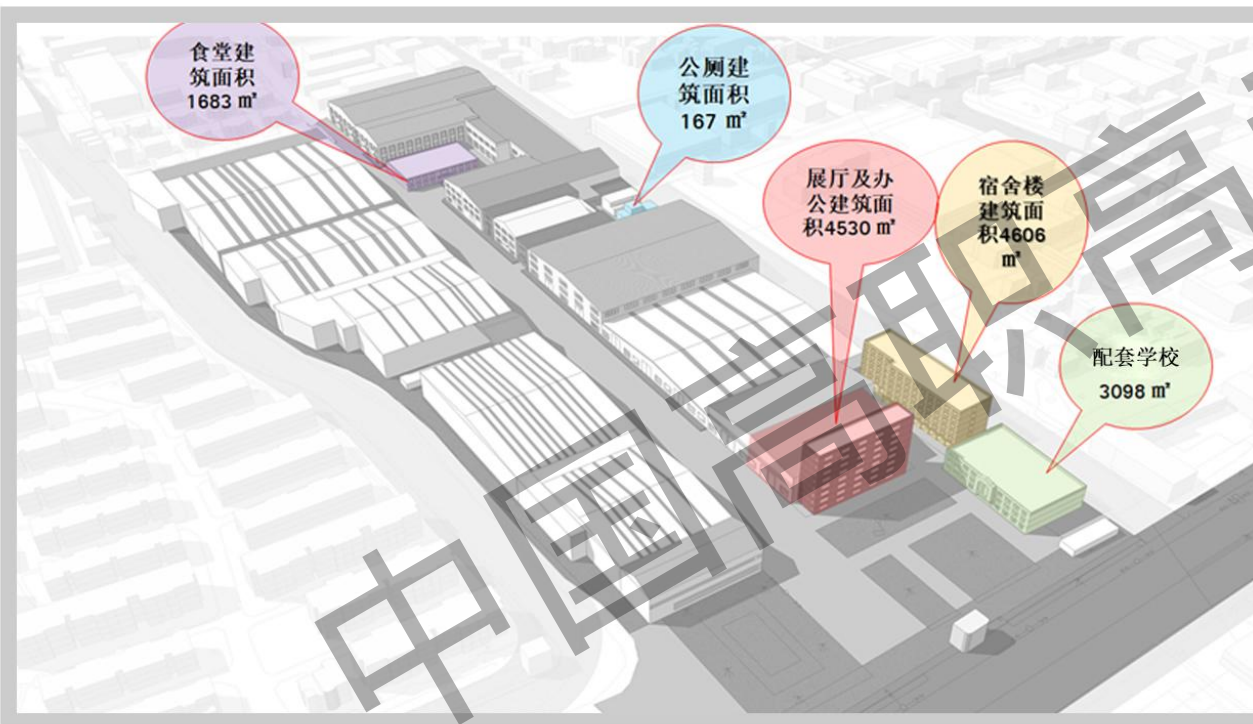 食堂建
筑面积
1683 ㎡
公厕建
筑面积
167 ㎡
展厅及办
公建筑面
积4530 ㎡
宿舍楼
建筑面
积4606
㎡
配套学校
3098 ㎡
中国高职高